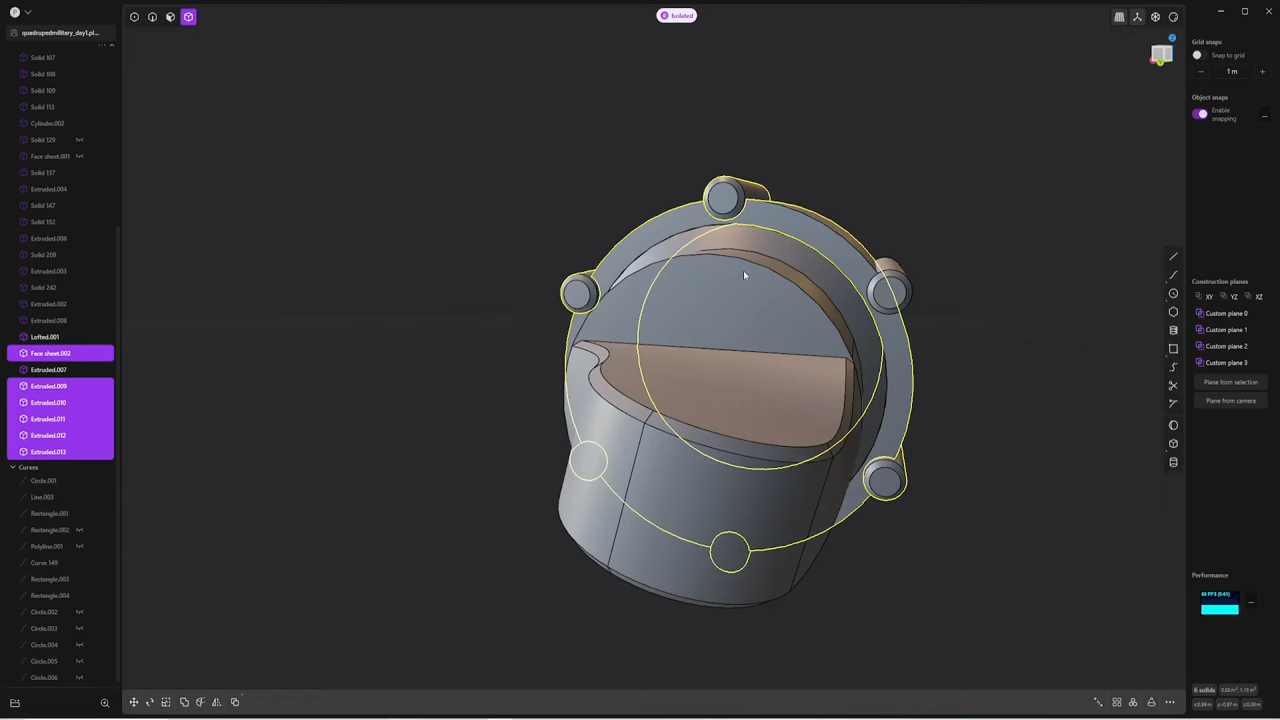 quadrupedmilitary_day1.pl...
Solid 107
Solid 108
Solid 109
Solid 113
Cylinder.002
Solid 129
Face sheet.001
Solid 137
Extruded.004
Solid 147
Solid 152
Extruded.006
Solid 209
Extruded.003
Solid 242
Extruded.002
Extruded.008
Lofted.001
Face sheet.002
Extruded.007
Extruded.009
Extruded.010
Extruded.011
Extruded.012
Extruded.013
Curves
Circle.001
Line.003
Rectangle.001
Rectangle.002
Polyline.001
Curve 149
Rectangle.003
Rectangle.004
Circle.002
Circle.003
Circle.004
Circle.005
Circle.006
Isolated
Grid snaps
Snap to grid
1 m
Object snaps
Enable snapping
Construction planes
XY YZ XZ
Custom plane 0
Custom plane 1
Custom plane 2
Custom plane 3
Plane from selection
Plane from camera
Performance
6 solids